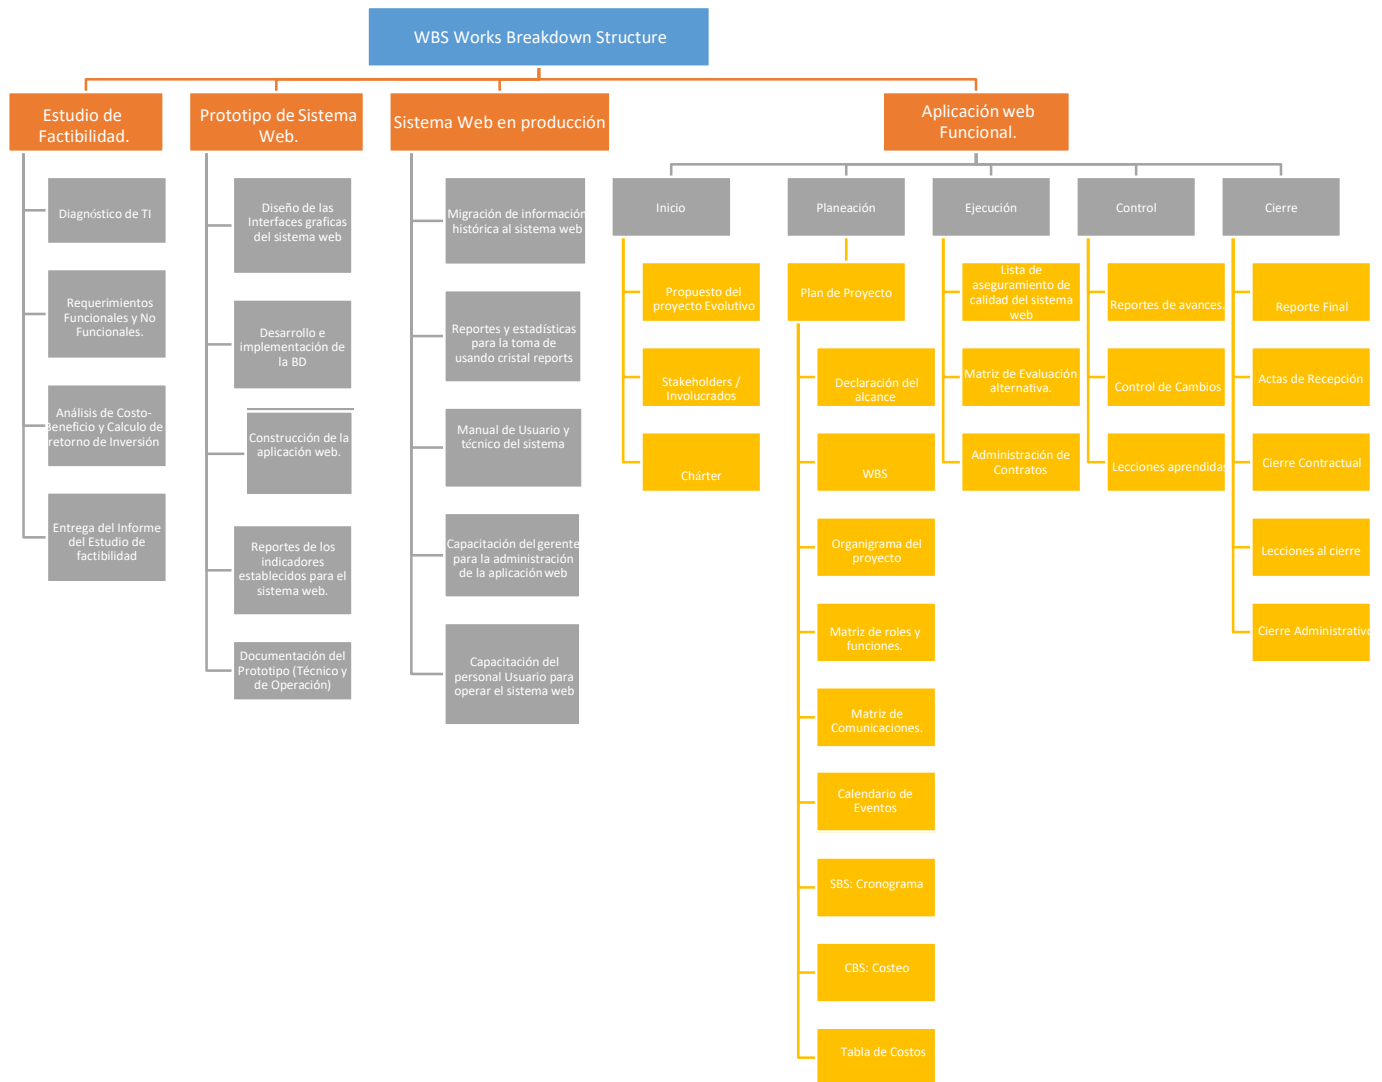 WBS Works Breakdown Structure
Estudio de
Factibilidad.
Prototipo de Sistema
Web.
Sistema Web en producción
Aplicación web
Funcional.
Diagnóstico de TI
Requerimientos
Funcionales y No
Funcionales.
Análisis de Costo-
Beneficio y Calculo de
retorno de Inversión
Entrega del Informe
del Estudio de
factibilidad
Diseño de las
Interfaces graficas
del sistema web
Desarrollo e
implementación de
la BD
Construcción de la
aplicación web.
Reportes de los
indicadores
establecidos para el
sistema web.
Documentación del
Prototipo (Técnico y
de Operación)
Migración de información
histórica al sistema web
Reportes y estadísticas
para la toma de
usando cristal reports
Manual de Usuario y
técnico del sistema
Capacitación del gerente
para la administración
de la aplicación web
Capacitación del
personal Usuario para
operar el sistema web
Inicio
Propuesto del
proyecto Evolutivo
Stakeholders /
Involucrados
Chárter
Planeación
Plan de Proyecto
Declaración del
alcance
WBS
Organigrama del
proyecto
Matriz de roles y
funciones.
Matriz de
Comunicaciones.
Calendario de
Eventos
SBS: Cronograma
CBS: Costeo
Tabla de Costos
Ejecución
Lista de
aseguramiento de
calidad del sistema
web
Matriz de Evaluación
alternativa.
Administración de
Contratos
Control
Reportes de avances.
Control de Cambios
Lecciones aprendidas
Cierre
Reporte Final
Actas de Recepción
Cierre Contractual
Lecciones al cierre
Cierre Administrativo